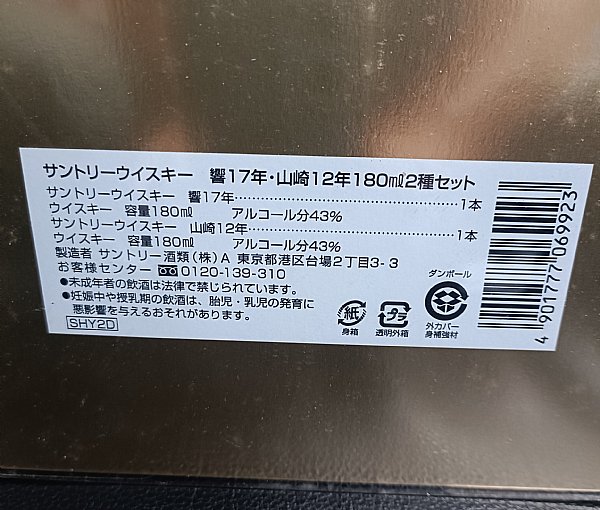 サントリーウイスキー 響17年・山崎12年180㎖2種セット
サントリーウイスキー 響17年……………………………1本
ウイスキー 容量180㎖ アルコール分43%
サントリーウイスキー 山崎12年……………………………1本
ウイスキー 容量180㎖ アルコール分43%
製造者 サントリー酒類(株)A 東京都港区台場2丁目3-3
お客様センター 0120-139-310
●未成年者の飲酒は法律で禁じられています。
●妊娠中や授乳期の飲酒は、胎児・乳児の発育に
悪影響を与えるおそれがあります。
SHY2D
紙
身箱
プラ
透明外箱
ダンボール
外カバー
身補強材
4 901777 069923